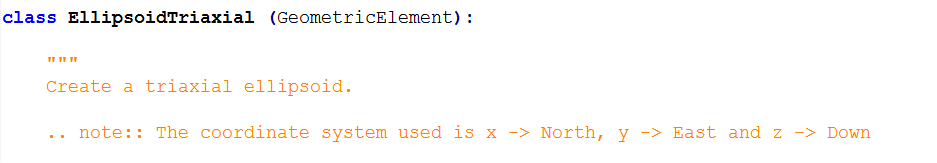 class EllipsoidTriaxial (GeometricElement):
"""
Create a triaxial ellipsoid.
.. note:: The coordinate system used is x -> North, y -> East and z -> Down